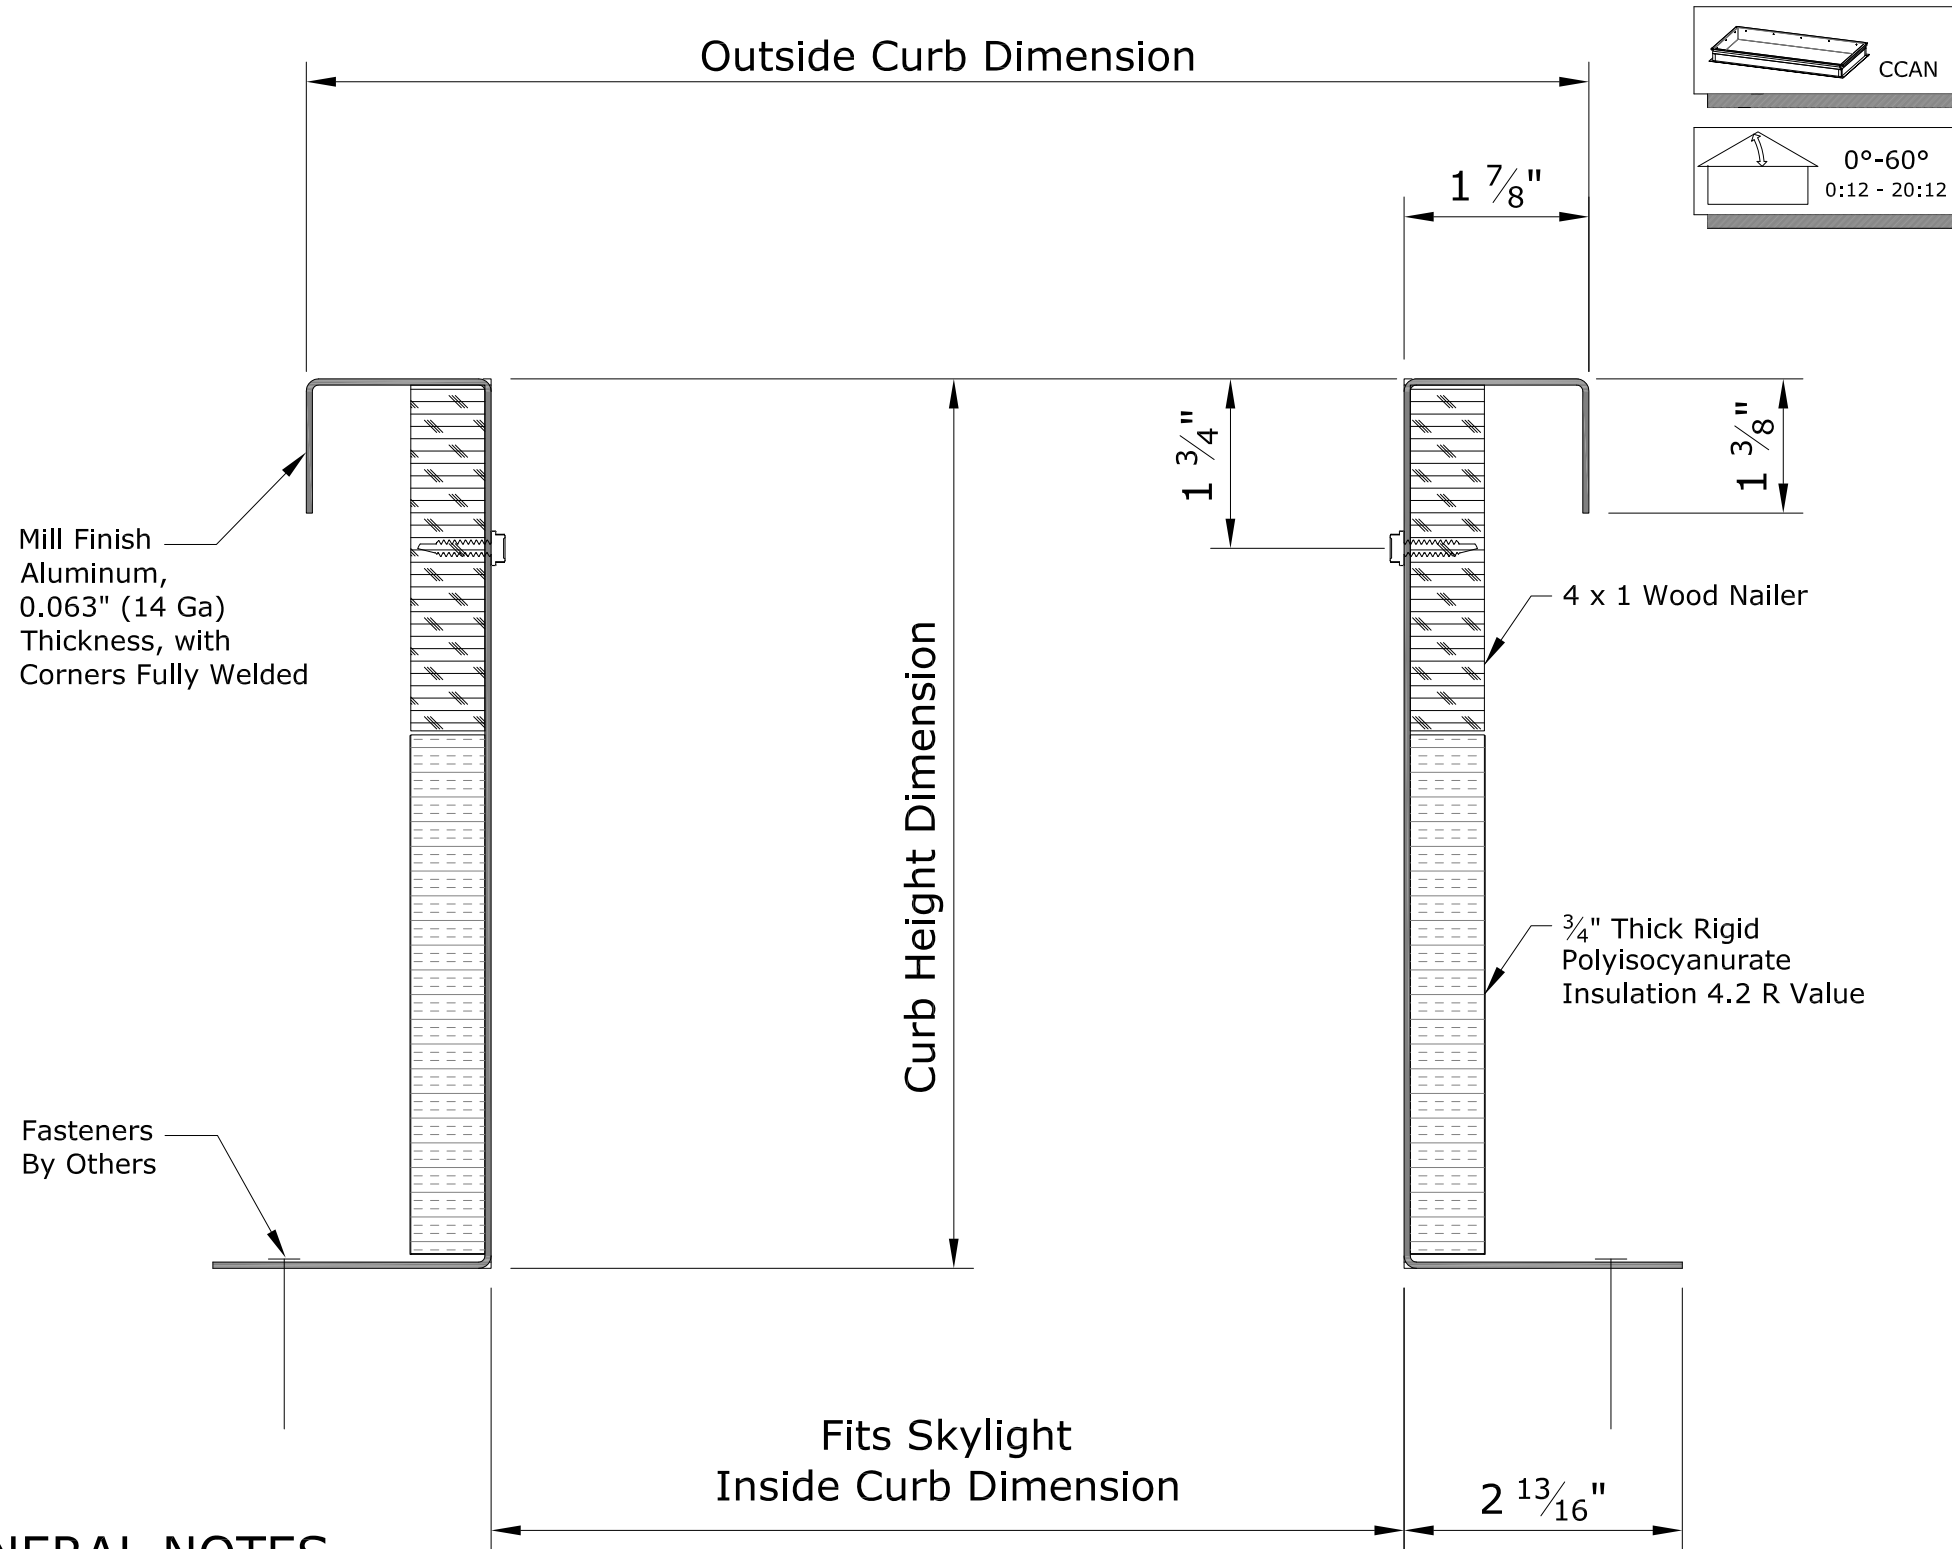 Outside Curb Dimension
CCAN
0°-60°
0:12 - 20:12
1 7/8"
1 3/4"
1 3/8"
Mill Finish
Aluminum,
0.063" (14 Ga)
Thickness, with
Corners Fully Welded
4 x 1 Wood Nailer
Curb Height Dimension
3/4" Thick Rigid
Polyisocyanurate
Insulation 4.2 R Value
Fasteners
By Others
Fits Skylight
Inside Curb Dimension
2 13/16"
NERAL NOTES